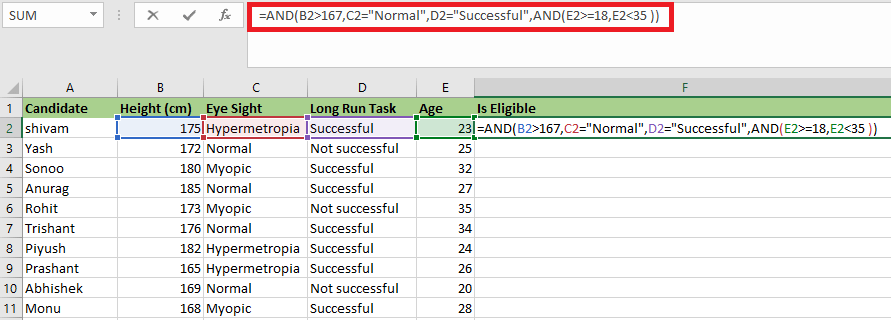 SUM =AND(B2>167,C2="Normal",D2="Successful",AND(E2>=18,E2<35 ))
A B C D E F
1 Candidate Height (cm) Eye Sight Long Run Task Age Is Eligible
2 shivam 175 Hypermetropia Successful 23 =AND(B2>167,C2="Normal",D2="Successful",AND(E2>=18,E2<35 ))
3 Yash 172 Normal Not successful 25
4 Sonoo 180 Myopic Successful 32
5 Anurag 185 Normal Successful 27
6 Rohit 173 Myopic Not successful 35
7 Trishant 176 Normal Successful 34
8 Piyush 182 Hypermetropia Successful 24
9 Prashant 165 Hypermetropia Successful 26
10 Abhishek 169 Normal Not successful 20
11 Monu 168 Myopic Successful 28